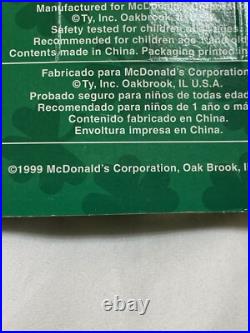 Manufactured for McDonald's Corporation
©Ty, Inc. Oakbrook, IL U.S.A.
Safety tested for children
Recommended for children age
Contents made in China. Packaging printed in
Fabricado para McDonald's Corporation
©Ty, Inc. Oakbrook, IL U.S.A.
Probado seguro para niños de todas edad
Recomendado para niños de 1 año o má
Contenido fabricado en China.
Envoltura impresa en China.
©1999 McDonald's Corporation, Oak Brook, I